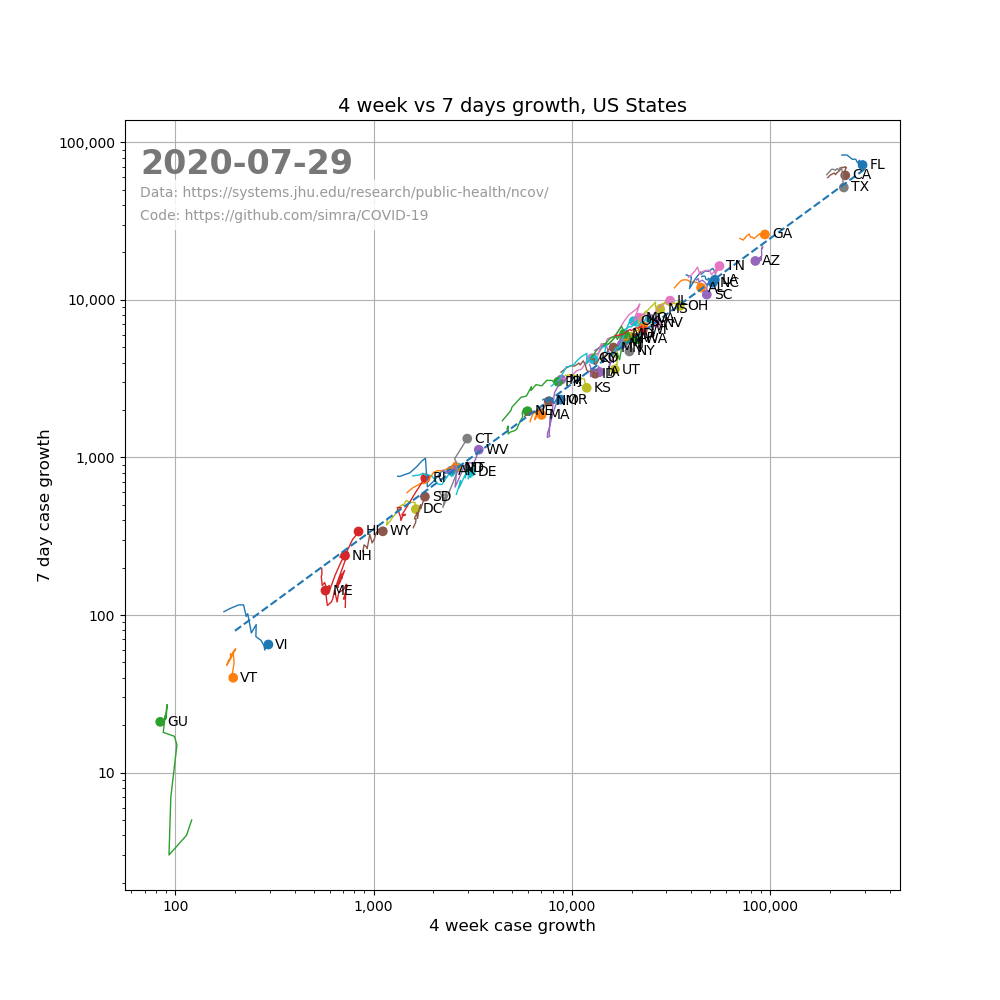 4 week vs 7 days growth, US States
2020-07-29
Data: https://systems.jhu.edu/research/public-health/ncov/
Code: https://github.com/simra/COVID-19
7 day case growth
100,000
10,000
1,000
100
10
FL
CA
TX
GA
AZ
TN
LA
NC
AL
SC
IL
MS
OH
NV
WA
NY
UT
ID
KS
OR
NM
MA
NE
CT
WV
DE
RI
SD
DC
HI
WY
NH
ME
VI
VT
GU
100
1,000
10,000
100,000
4 week case growth